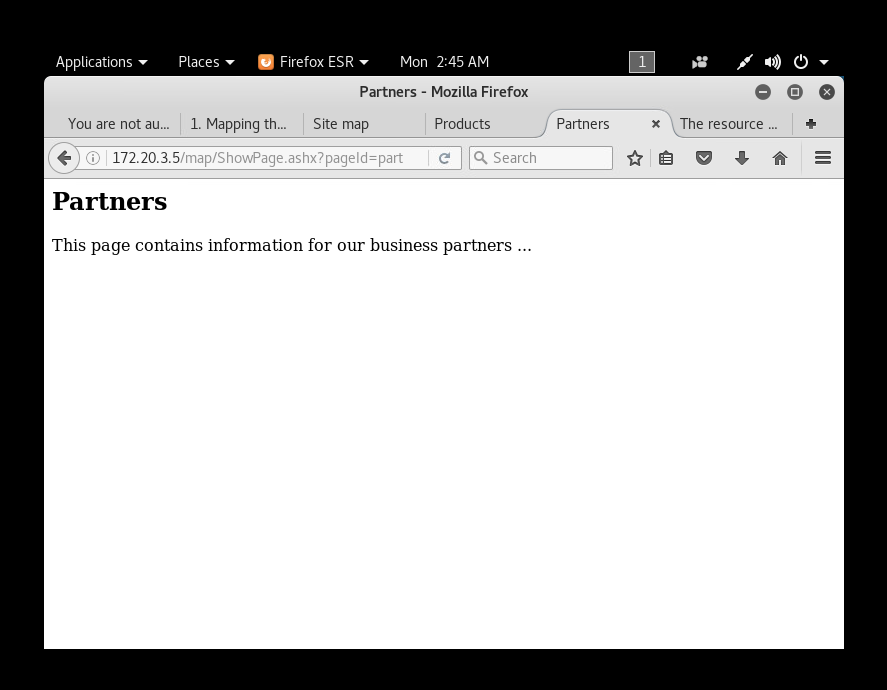 Applications Places Firefox ESR Mon 2:45 AM 1
Partners - Mozilla Firefox
You are not au... 1. Mapping th... Site map Products Partners The resource ...
172.20.3.5/map/ShowPage.ashx?pageId=part Search
Partners
This page contains information for our business partners ...